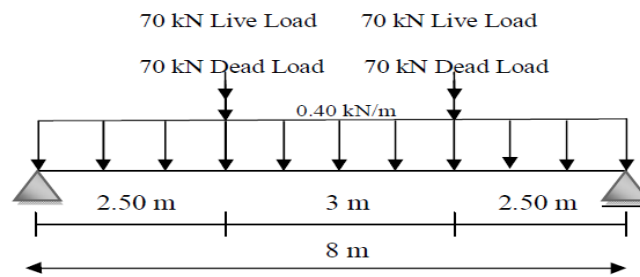 70 kN Live Load 70 kN Live Load
70 kN Dead Load 70 kN Dead Load
0.40 kN/m
2.50 m 3 m 2.50 m
8 m